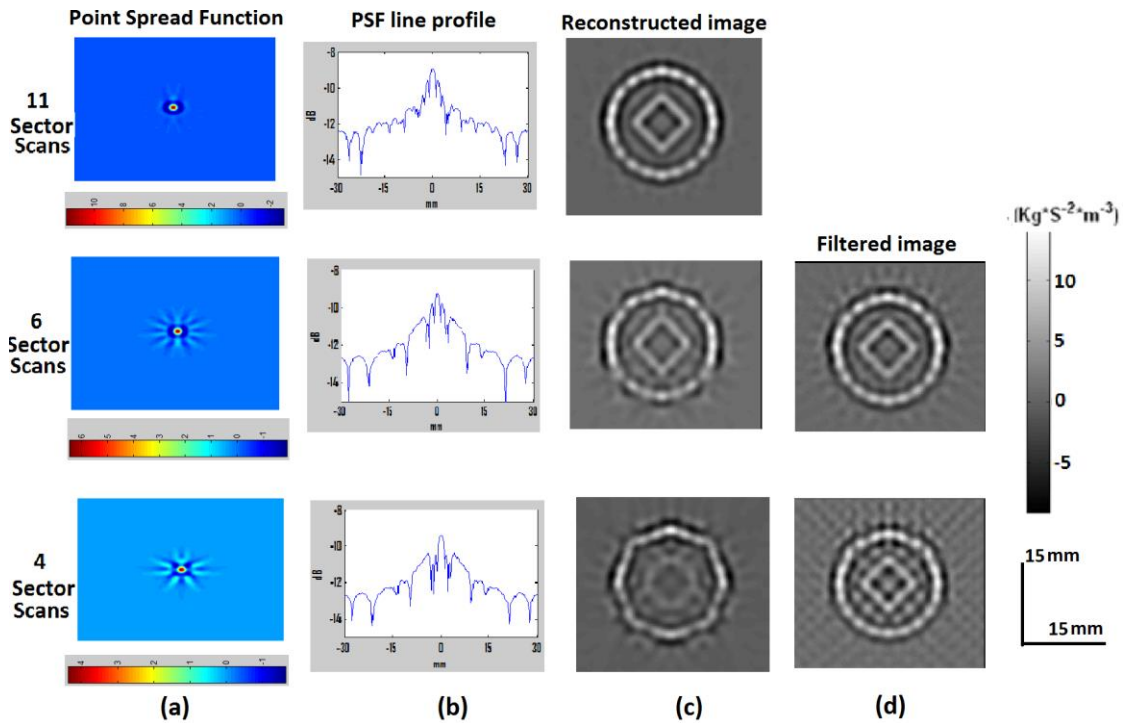 Point Spread Function
PSF line profile
Reconstructed image
11
Sector
Scans
-8
-10
-12
-14
dB
-30
-15
0
15
30
mm
10
8
6
4
2
0
-2
(Kg*S⁻²*m⁻³)
Filtered image
6
Sector
Scans
-8
-10
-12
-14
dB
-30
-15
0
15
30
mm
6
5
4
3
2
1
0
-1
10
0
-5
4
Sector
Scans
-8
-10
-12
-14
dB
-30
-15
0
15
30
mm
4
3
2
1
0
-1
15 mm
15 mm
(a)
(b)
(c)
(d)